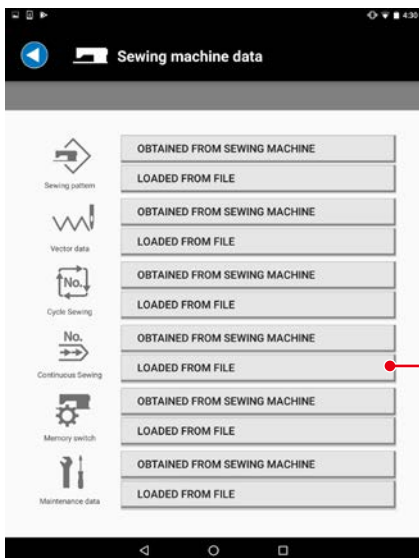 4:30
Sewing machine data
OBTAINED FROM SEWING MACHINE
LOADED FROM FILE
Sewing pattern
OBTAINED FROM SEWING MACHINE
LOADED FROM FILE
Vector data
OBTAINED FROM SEWING MACHINE
No.
LOADED FROM FILE
Cycle Sewing
OBTAINED FROM SEWING MACHINE
No.
LOADED FROM FILE
Continuous Sewing
OBTAINED FROM SEWING MACHINE
LOADED FROM FILE
Memory switch
OBTAINED FROM SEWING MACHINE
LOADED FROM FILE
Maintenance data